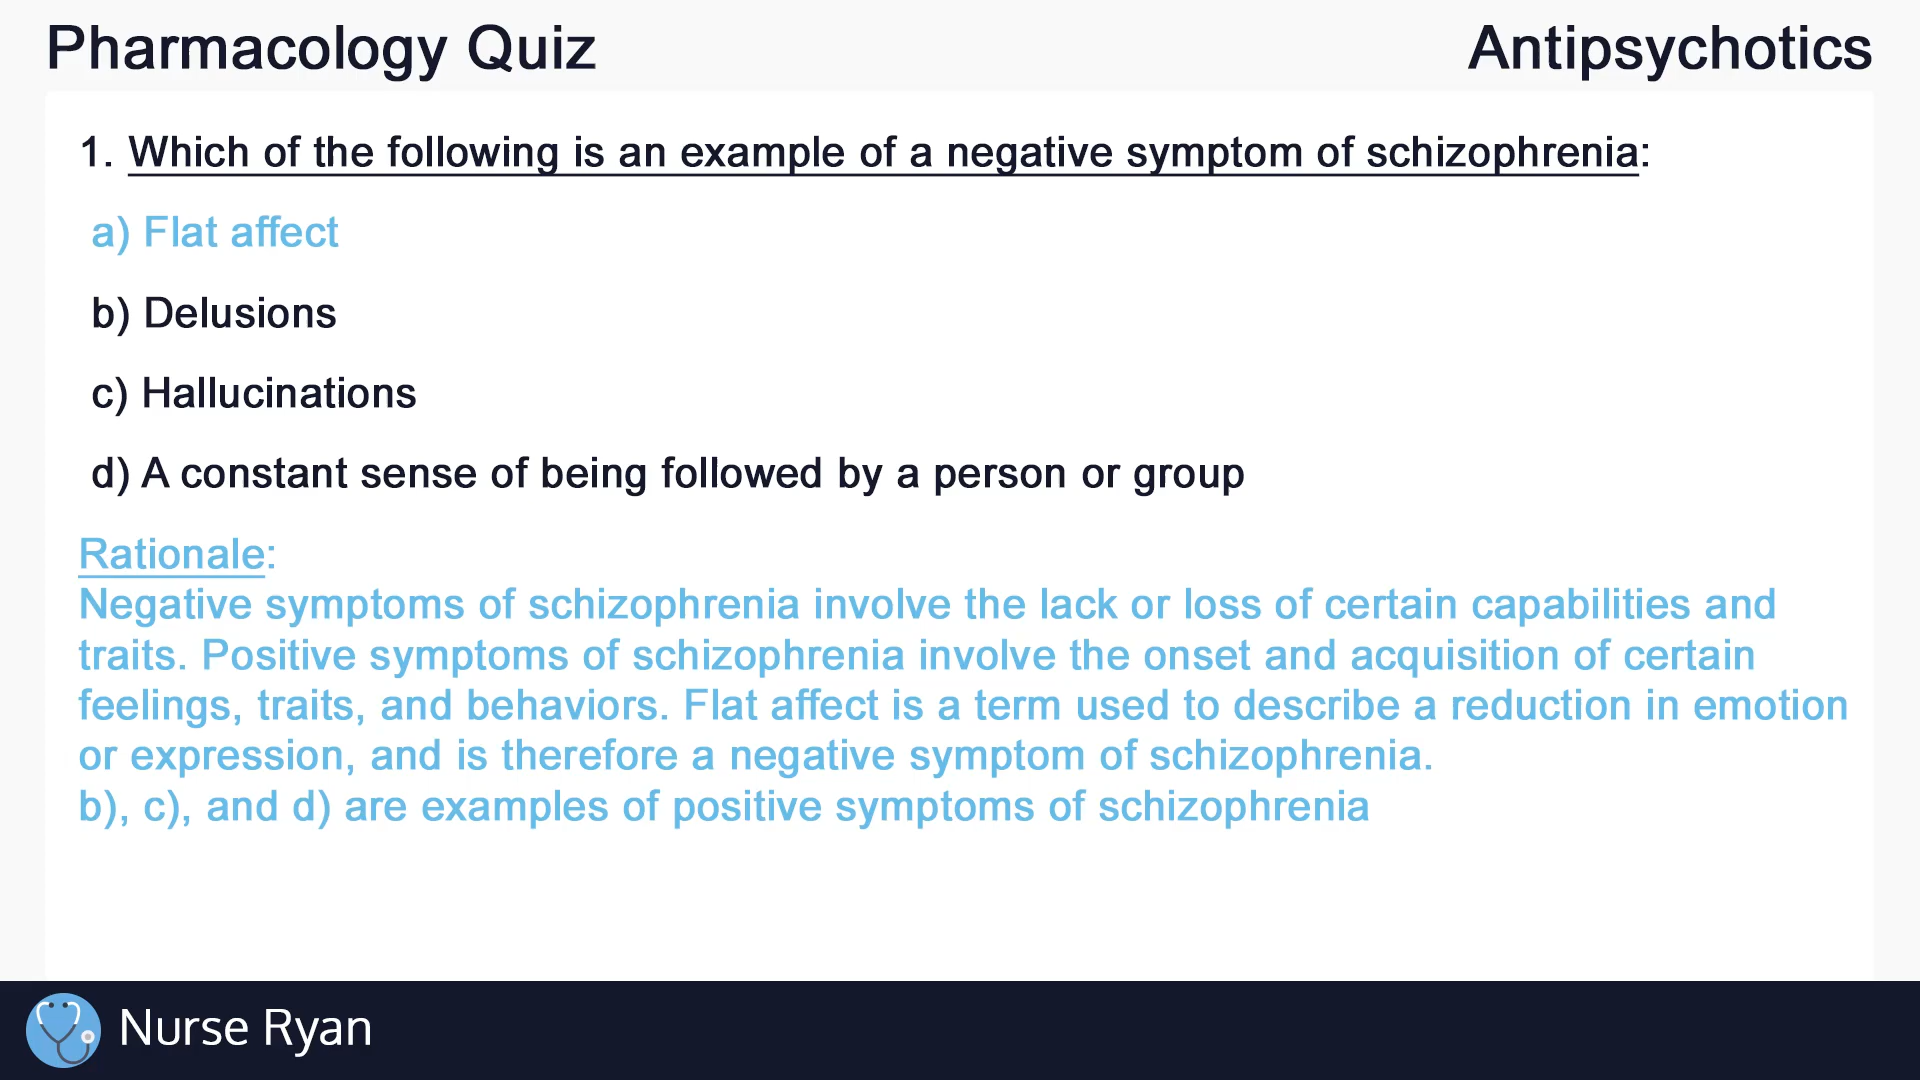 Pharmacology Quiz
Antipsychotics
1. Which of the following is an example of a negative symptom of schizophrenia:
a) Flat affect
b) Delusions
c) Hallucinations
d) A constant sense of being followed by a person or group
Rationale:
Negative symptoms of schizophrenia involve the lack or loss of certain capabilities and
traits. Positive symptoms of schizophrenia involve the onset and acquisition of certain
feelings, traits, and behaviors. Flat affect is a term used to describe a reduction in emotion
or expression, and is therefore a negative symptom of schizophrenia.
b), c), and d) are examples of positive symptoms of schizophrenia
Nurse Ryan